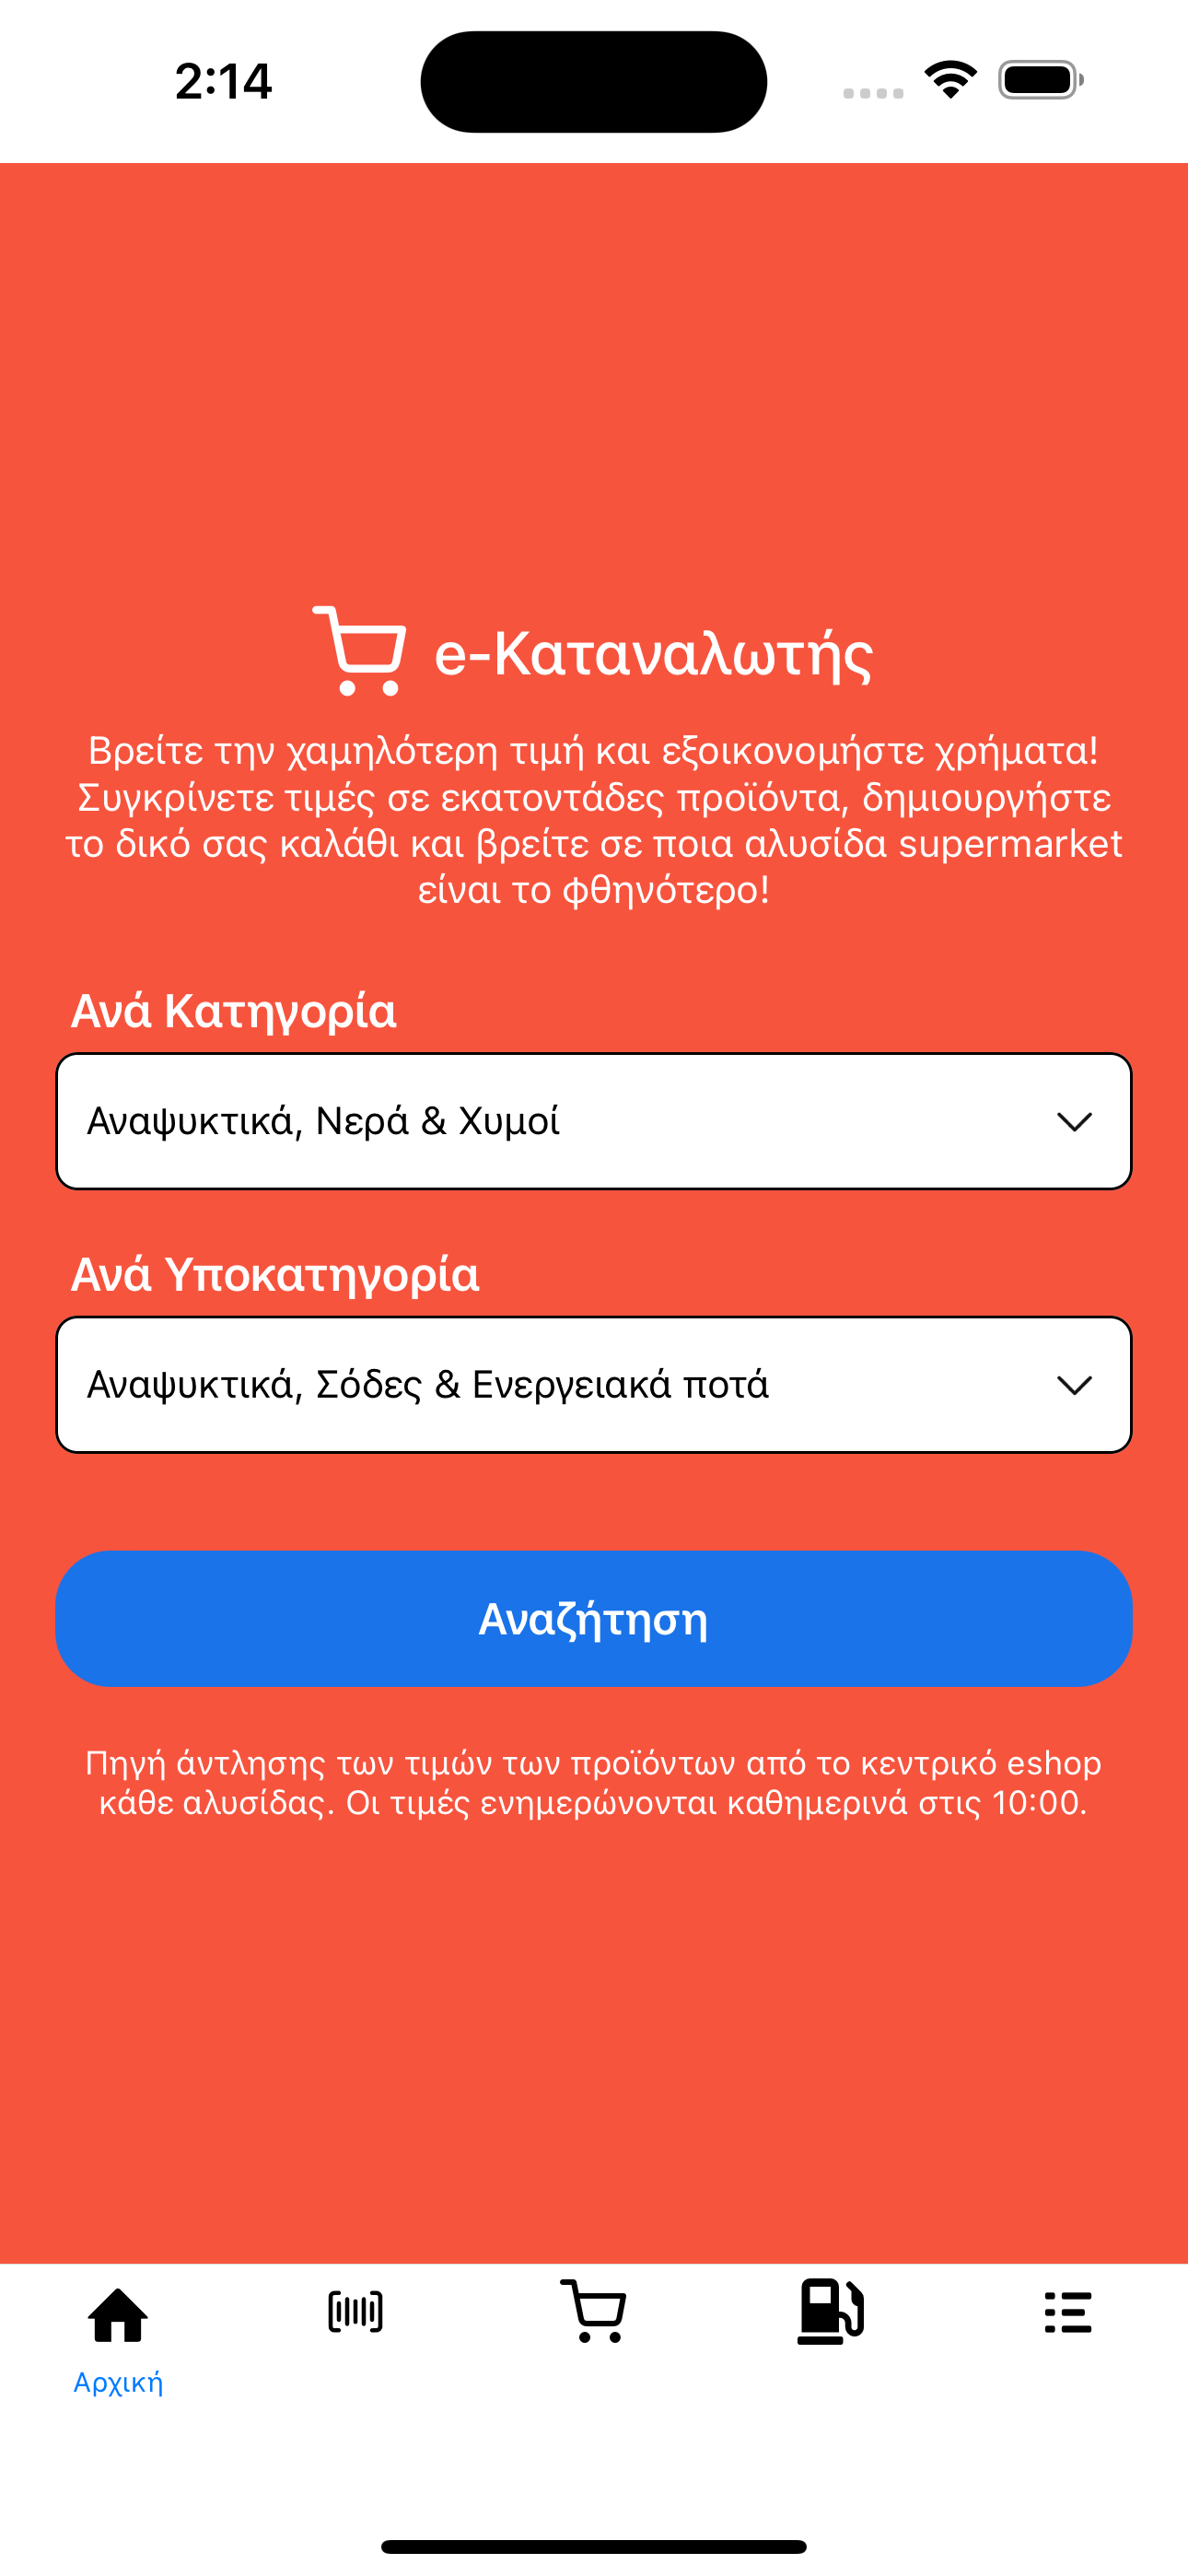 2:14
e-Καταναλωτής
Βρείτε την χαμηλότερη τιμή και εξοικονομήστε χρήματα!
Συγκρίνετε τιμές σε εκατοντάδες προϊόντα, δημιουργήστε
το δικό σας καλάθι και βρείτε σε ποια αλυσίδα supermarket
είναι το φθηνότερο!
Ανά Κατηγορία
Αναψυκτικά, Νερά & Χυμοί
Ανά Υποκατηγορία
Αναψυκτικά, Σόδες & Ενεργειακά ποτά
Αναζήτηση
Πηγή άντλησης των τιμών των προϊόντων από το κεντρικό eshop
κάθε αλυσίδας. Οι τιμές ενημερώνονται καθημερινά στις 10:00.
Αρχική